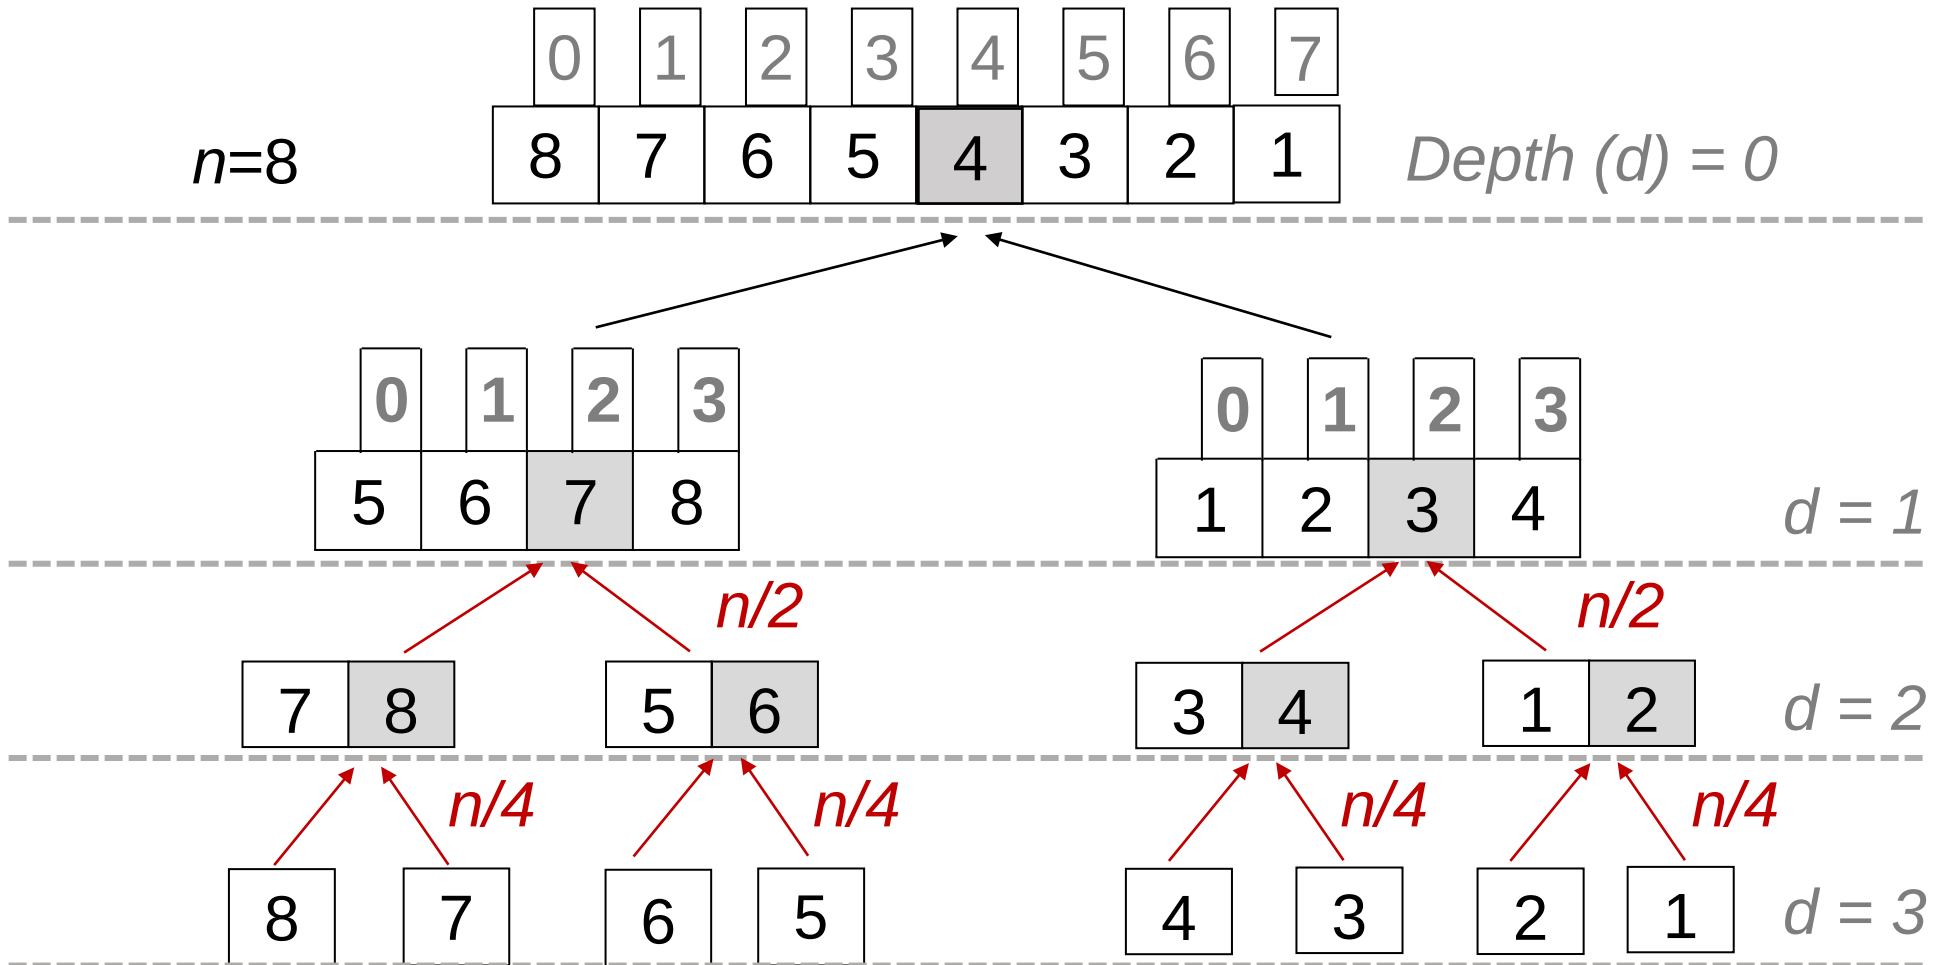 0 1 2 3 4 5 6 7
n=8 8 7 6 5 4 3 2 1 Depth (d) = 0
0 1 2 3 0 1 2 3
5 6 7 8 1 2 3 4 d = 1
n/2 n/2
7 8 5 6 3 4 1 2 d = 2
n/4 n/4 n/4 n/4
8 7 6 5 4 3 2 1 d = 3